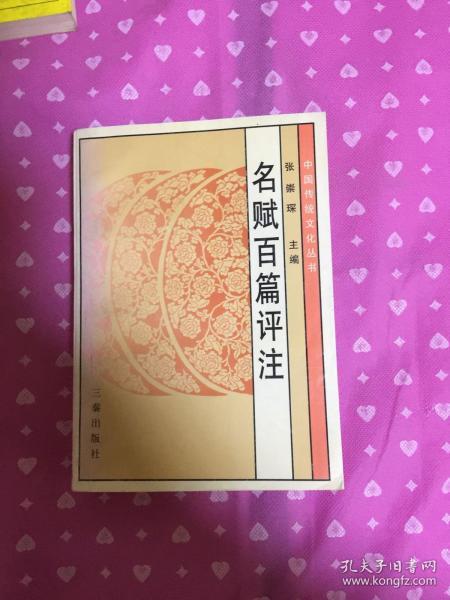 中国传统文化丛书
张崇琛 主编
名赋百篇评注
三秦出版社
孔夫子旧书网
www.kongfz.com